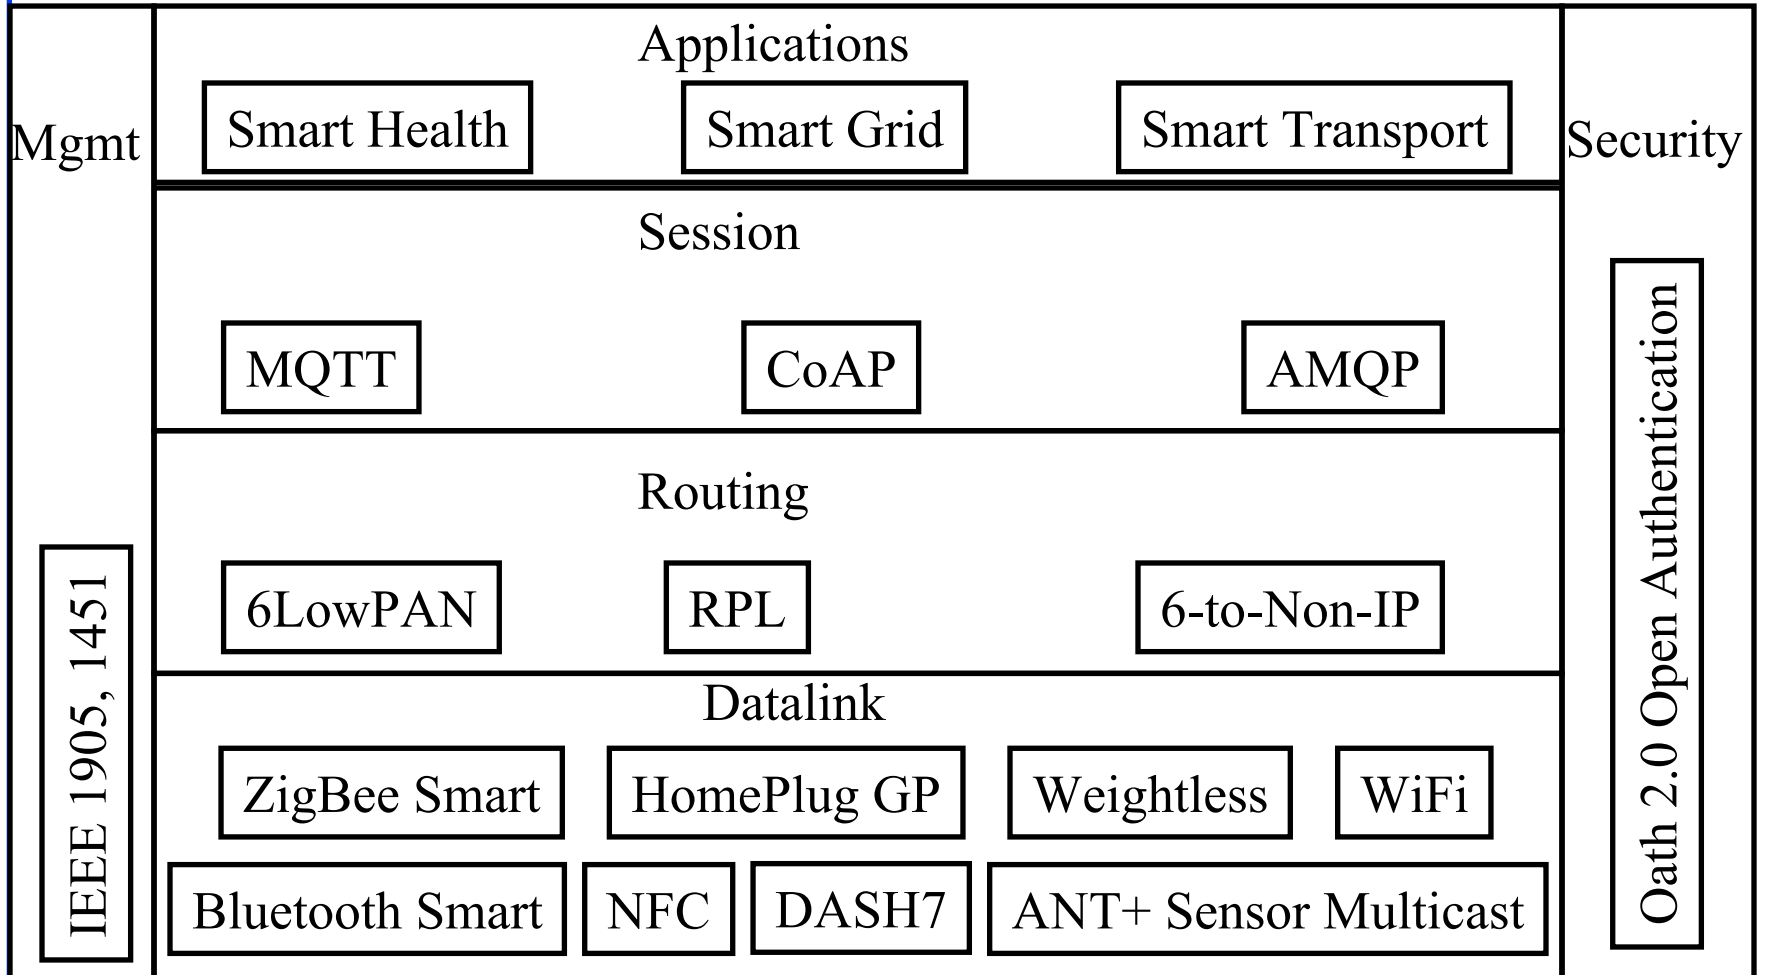 Mgmt
IEEE 1905, 1451
Applications
Smart Health
Smart Grid
Smart Transport
Session
MQTT
CoAP
AMQP
Routing
6LowPAN
RPL
6-to-Non-IP
Datalink
ZigBee Smart
HomePlug GP
Weightless
WiFi
Bluetooth Smart
NFC
DASH7
ANT+ Sensor Multicast
Security
Oath 2.0 Open Authentication